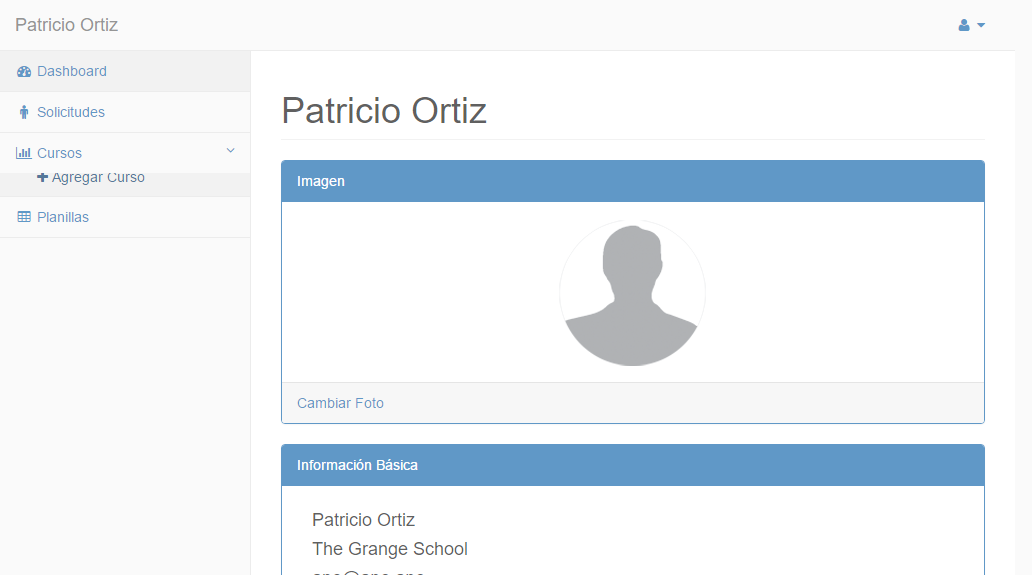 Patricio Ortiz
Dashboard
Solicitudes
Cursos
Agregar Curso
Planillas
Patricio Ortiz
Imagen
Cambiar Foto
Información Básica
Patricio Ortiz
The Grange School